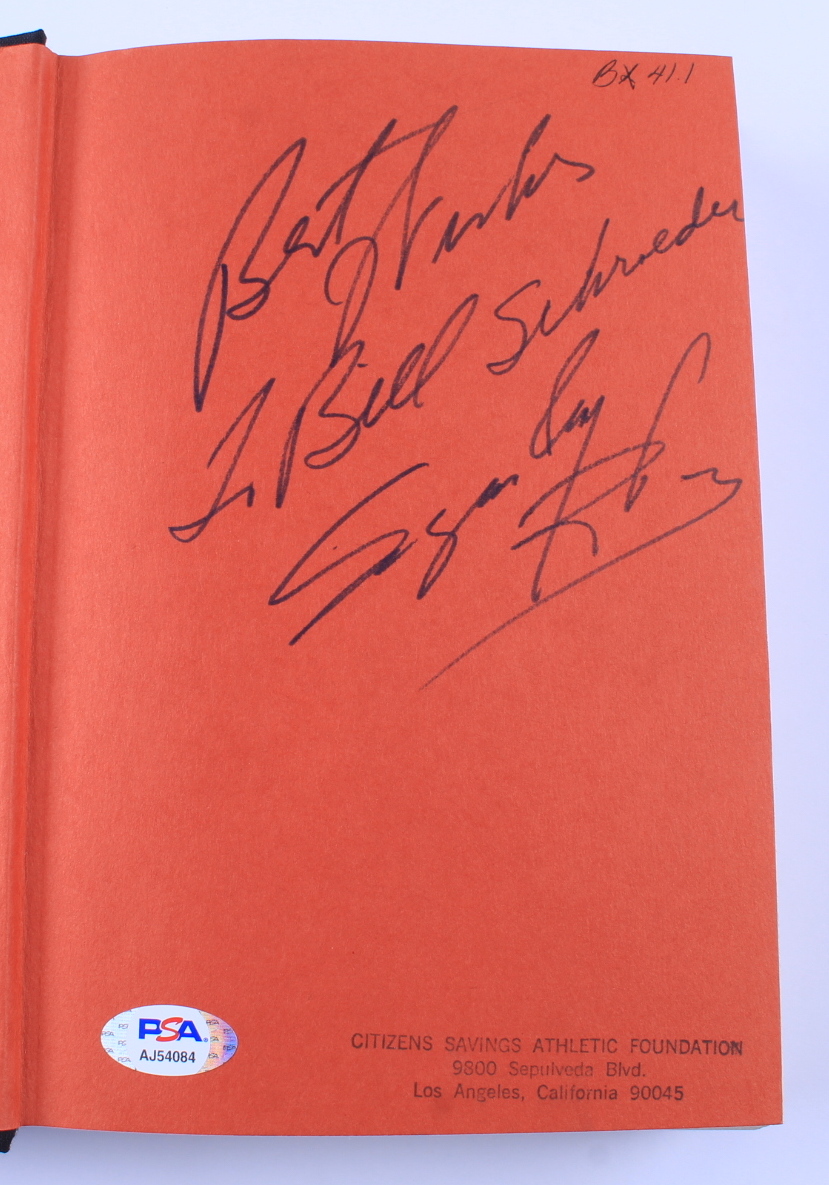 BX 41.1
Best Wishes
To Bill Schroeder
Sugar Ray
R
PSA
AJ54084
CITIZENS SAVINGS ATHLETIC FOUNDATION
9800 Sepulveda Blvd.
Los Angeles, California 90045